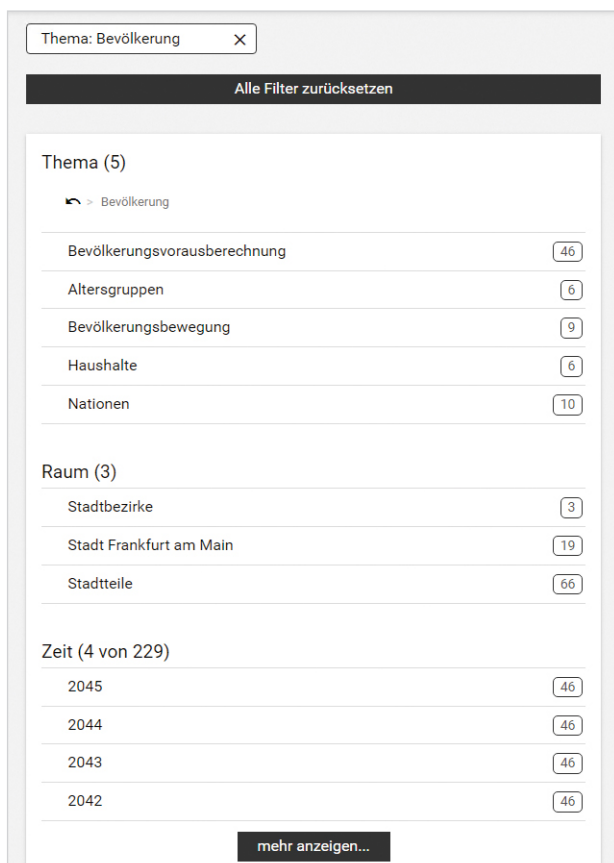 Thema: Bevölkerung ×
Alle Filter zurücksetzen
Thema (5)
> Bevölkerung
Bevölkerungsvorausberechnung 46
Altersgruppen 6
Bevölkerungsbewegung 9
Haushalte 6
Nationen 10
Raum (3)
Stadtbezirke 3
Stadt Frankfurt am Main 19
Stadtteile 66
Zeit (4 von 229)
2045 46
2044 46
2043 46
2042 46
mehr anzeigen...